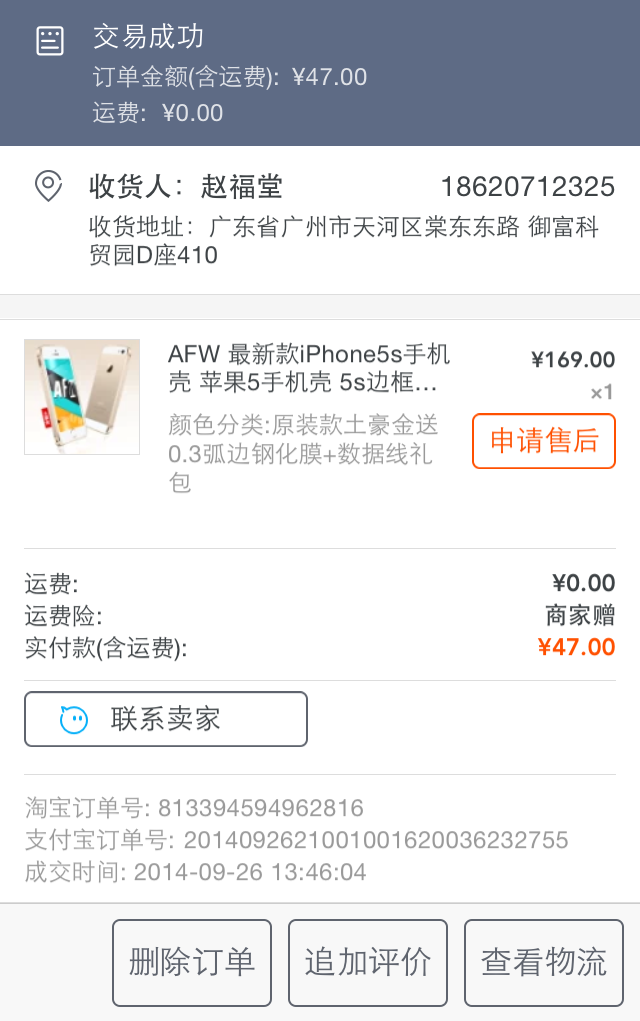 交易成功
订单金额(含运费): ¥47.00
运费: ¥0.00
收货人: 赵福堂 18620712325
收货地址: 广东省广州市天河区棠东东路 御富科
贸园D座410
AFW 最新款iPhone5s手机 ¥169.00
壳 苹果5手机壳 5s边框... ×1
颜色分类:原装款土豪金送 申请售后
0.3弧边钢化膜+数据线礼
包
AFA
运费: ¥0.00
运费险: 商家赠
实付款(含运费): ¥47.00
联系卖家
淘宝订单号: 813394594962816
支付宝订单号: 2014092621001001620036232755
成交时间: 2014-09-26 13:46:04
删除订单 追加评价 查看物流